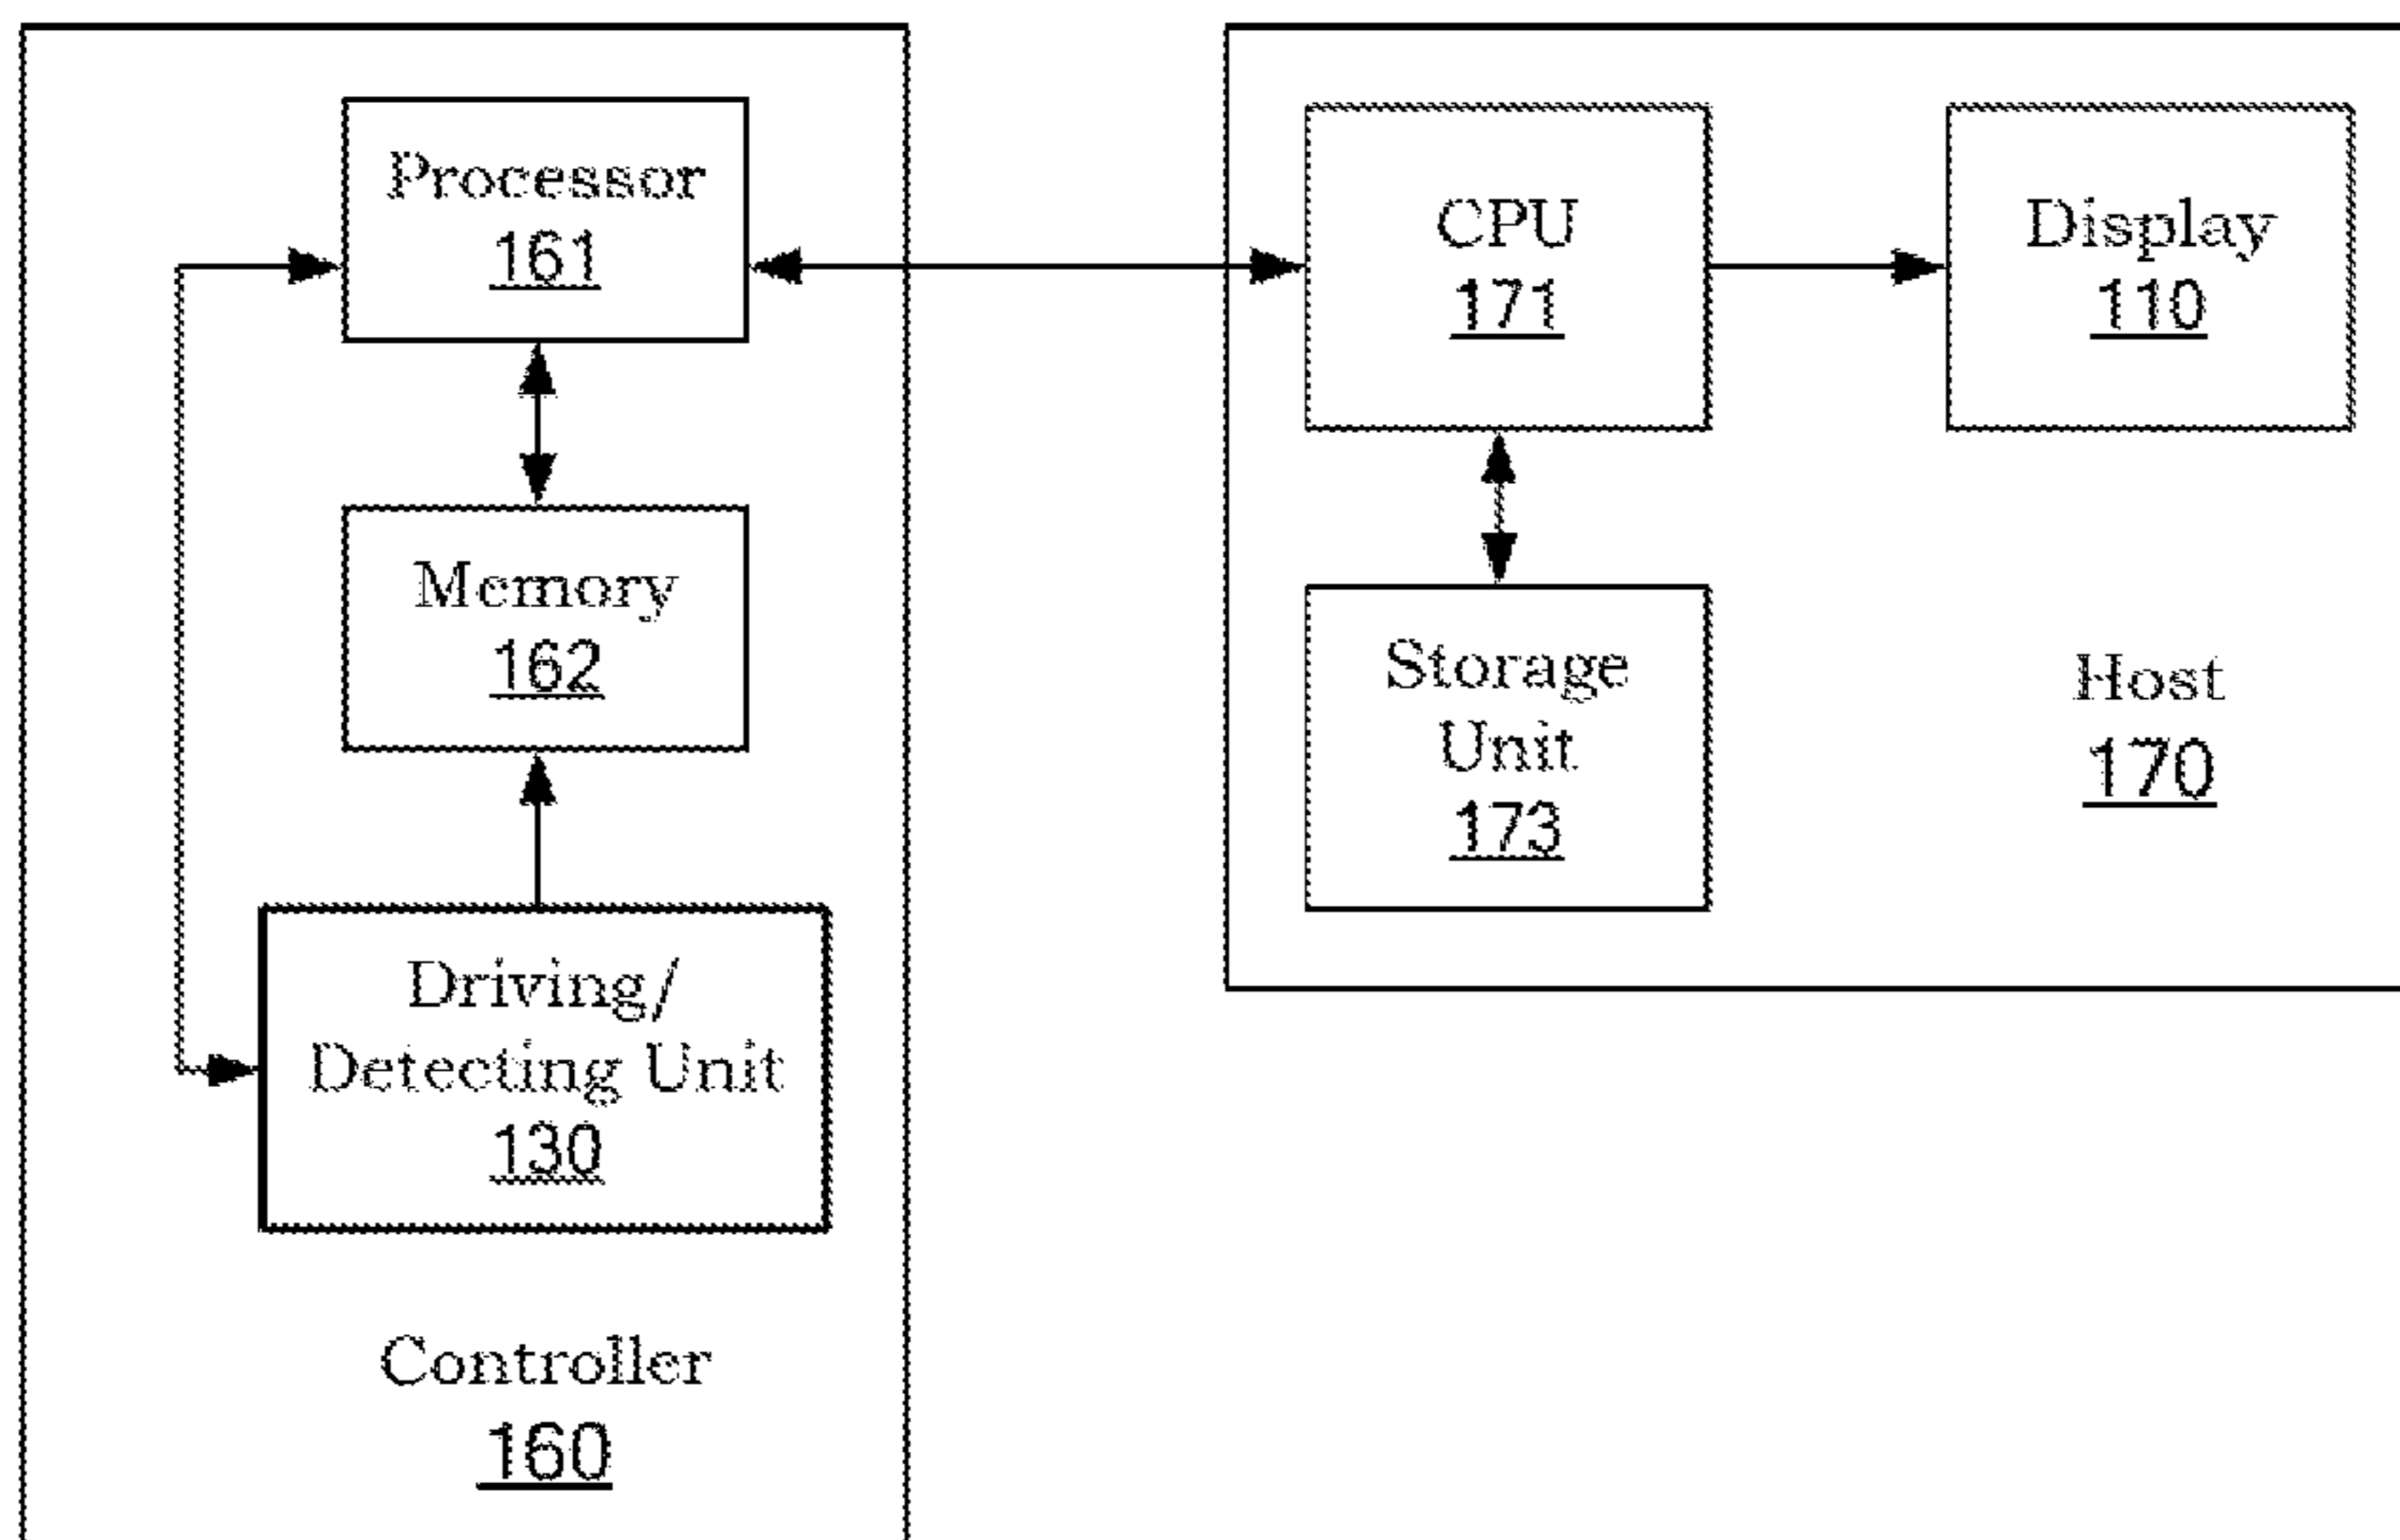 Processor
161
Memory
162
Driving/
Detecting Unit
130
Controller
160
CPU
171
Display
110
Storage
Unit
173
Host
170